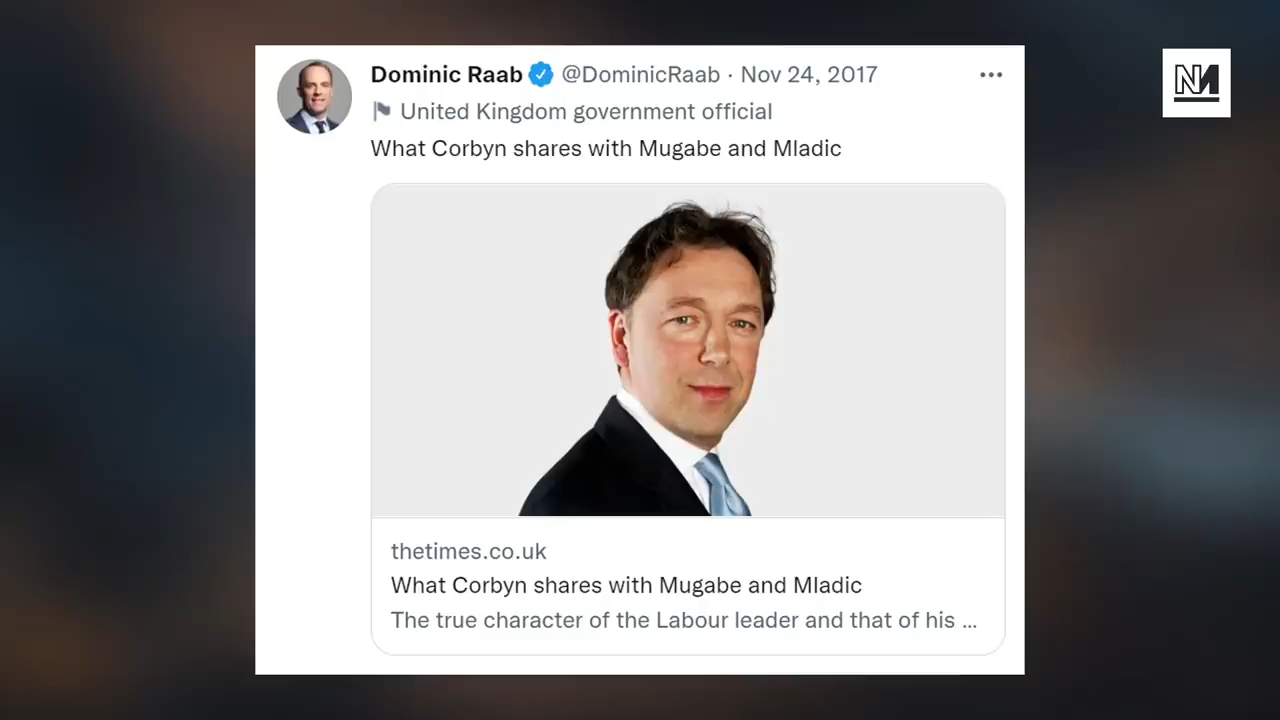 Dominic Raab @DominicRaab · Nov 24, 2017
United Kingdom government official
What Corbyn shares with Mugabe and Mladic
thetimes.co.uk
What Corbyn shares with Mugabe and Mladic
The true character of the Labour leader and that of his ...
NM